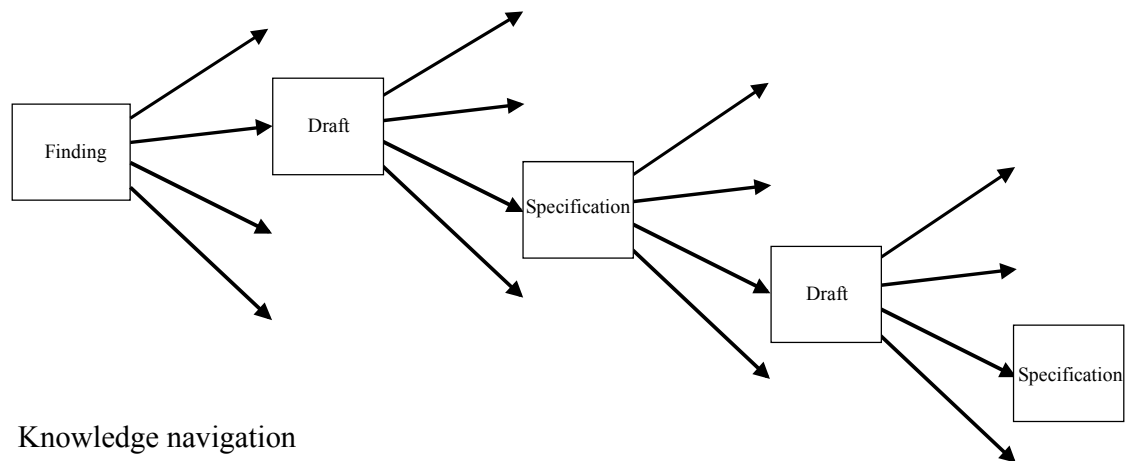 Finding
Draft
Specification
Draft
Specification
Knowledge navigation